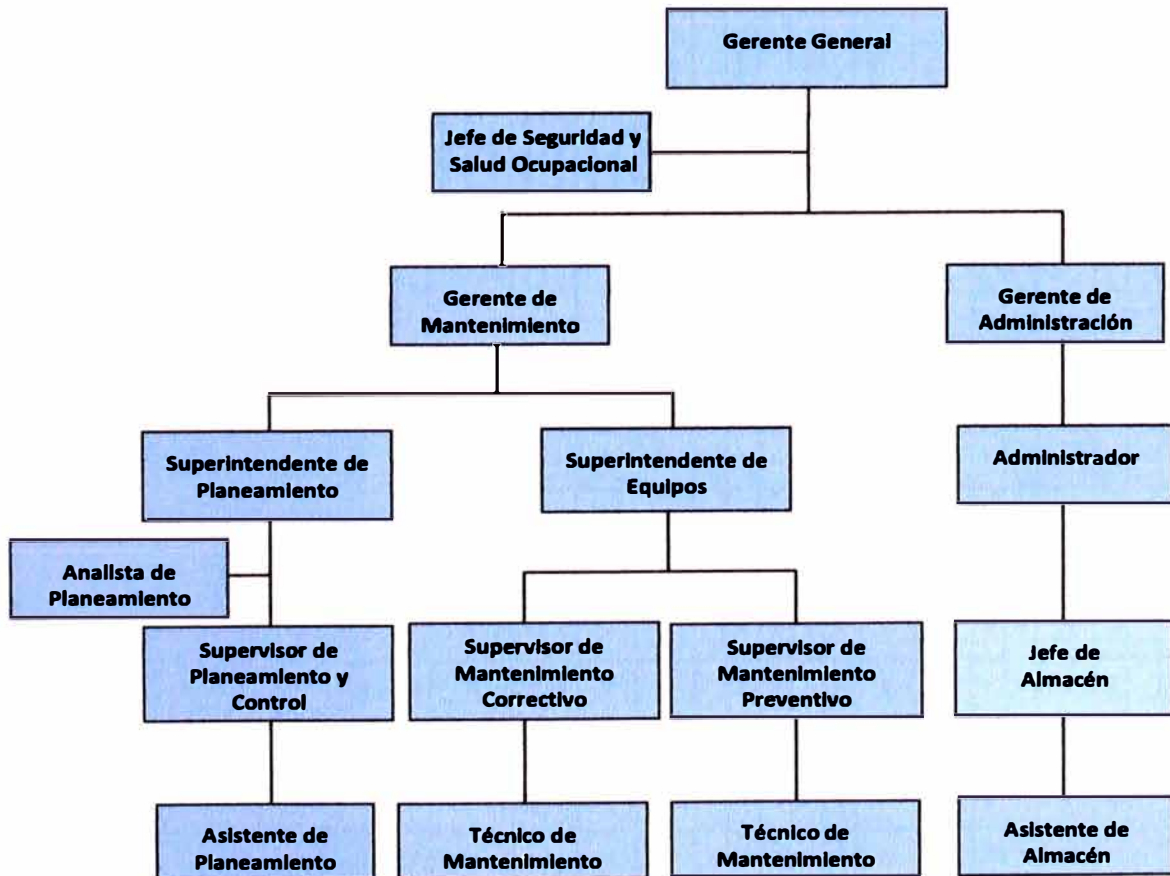 Gerente General
Jefe de Seguridad y
Salud Ocupacional
Gerente de
Mantenimiento
Gerente de
Administración
Superintendente de
Planeamiento
Superintendente de
Equipos
Administrador
Analista de
Planeamiento
Supervisor de
Planeamiento y
Control
Supervisor de
Mantenimiento
Correctivo
Supervisor de
Mantenimiento
Preventivo
Jefe de
Almacén
Asistente de
Planeamiento
Técnico de
Mantenimiento
Técnico de
Mantenimiento
Asistente de
Almacén